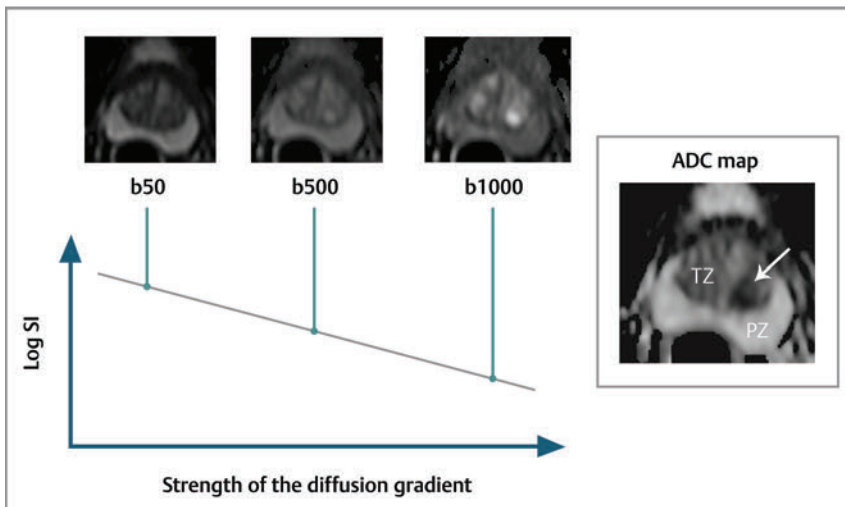 b50
b500
b1000
ADC map
TZ
PZ
Log SI
Strength of the diffusion gradient